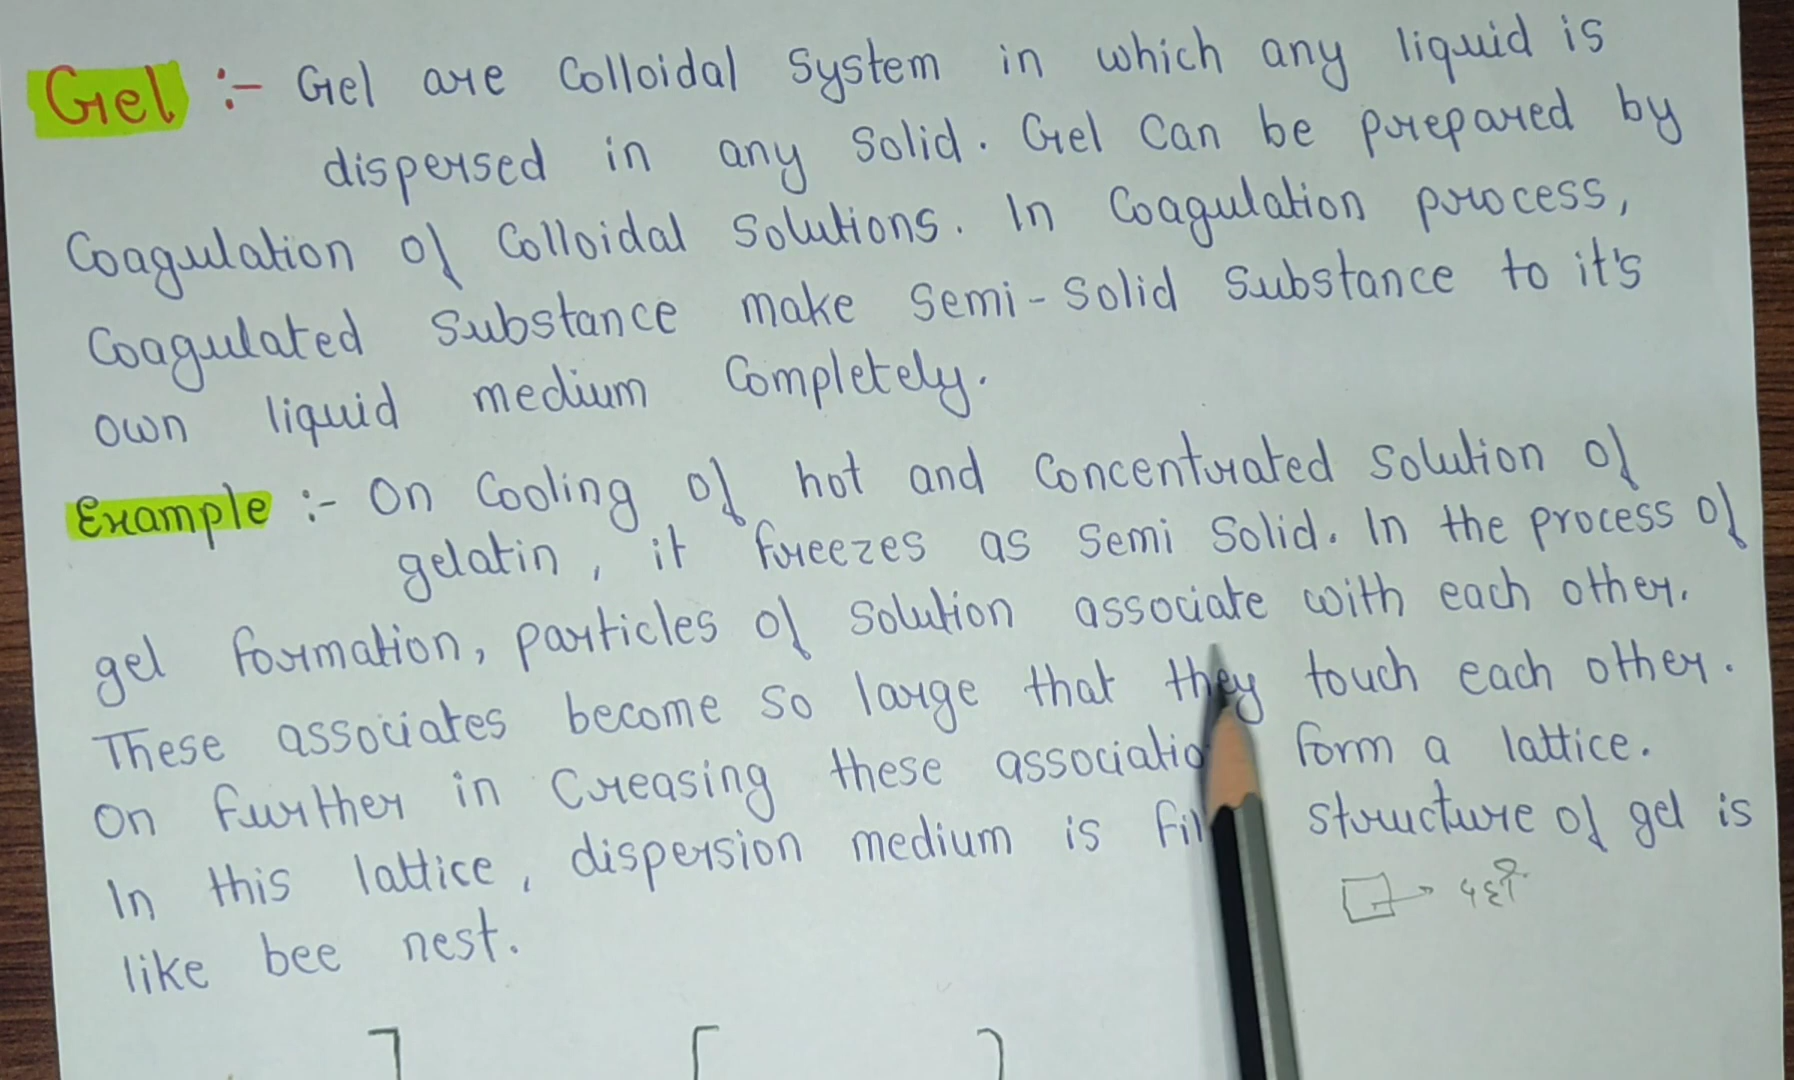 Gel :- Gel are Colloidal System in which any liquid is
dispersed in any Solid. Gel Can be prepared by
Coagulation of Colloidal Solutions. In Coagulation process,
Coagulated Substance make Semi-Solid Substance to it's
own liquid medium Completely.
Example :- On Cooling of hot and Concentrated Solution of
gelatin, it freezes as Semi Solid. In the process of
gel formation, particles of Solution associate with each other.
These associates become so large that they touch each other.
On further in Creasing these associatio form a lattice.
In this lattice, dispersion medium is fil structure of gel is
like bee nest.